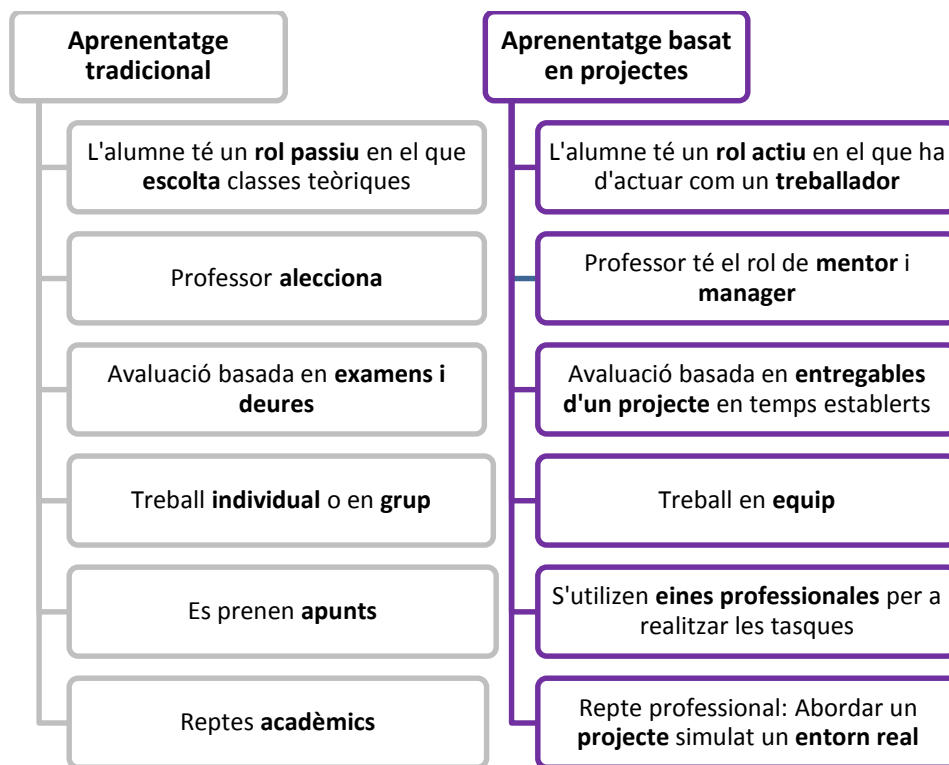 Aprenentatge
tradicional
L'alumne té un rol passiu en el que
escolta classes teòriques
Professor alecciona
Avaluació basada en examens i
deures
Treball individual o en grup
Es prenen apunts
Reptes acadèmics
Aprenentatge basat
en projectes
L'alumne té un rol actiu en el que ha
d'actuar com un treballador
Professor té el rol de mentor i
manager
Avaluació basada en entregables
d'un projecte en temps establerts
Treball en equip
S'utilizen eines professionales per a
realitzar les tasques
Repte professional: Abordar un
projecte simulat un entorn real